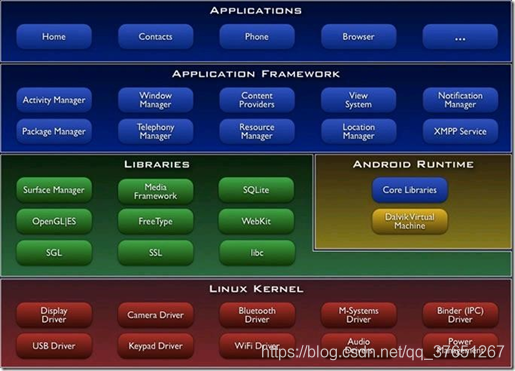 APPLICATIONS
Home Contacts Phone Browser ...
APPLICATION FRAMEWORK
Activity Manager Window Manager Content Providers View System Notification Manager
Package Manager Telephony Manager Resource Manager Location Manager XMPP Service
LIBRARIES
Surface Manager Media Framework SQLite
OpenGL|ES FreeType WebKit
SGL SSL libc
ANDROID RUNTIME
Core Libraries
Dalvik Virtual Machine
LINUX KERNEL
Display Driver Camera Driver Bluetooth Driver M-Systems Driver Binder (IPC) Driver
USB Driver Keypad Driver WiFi Driver Audio Drivers Power Management
https://blog.csdn.net/qq_37651267